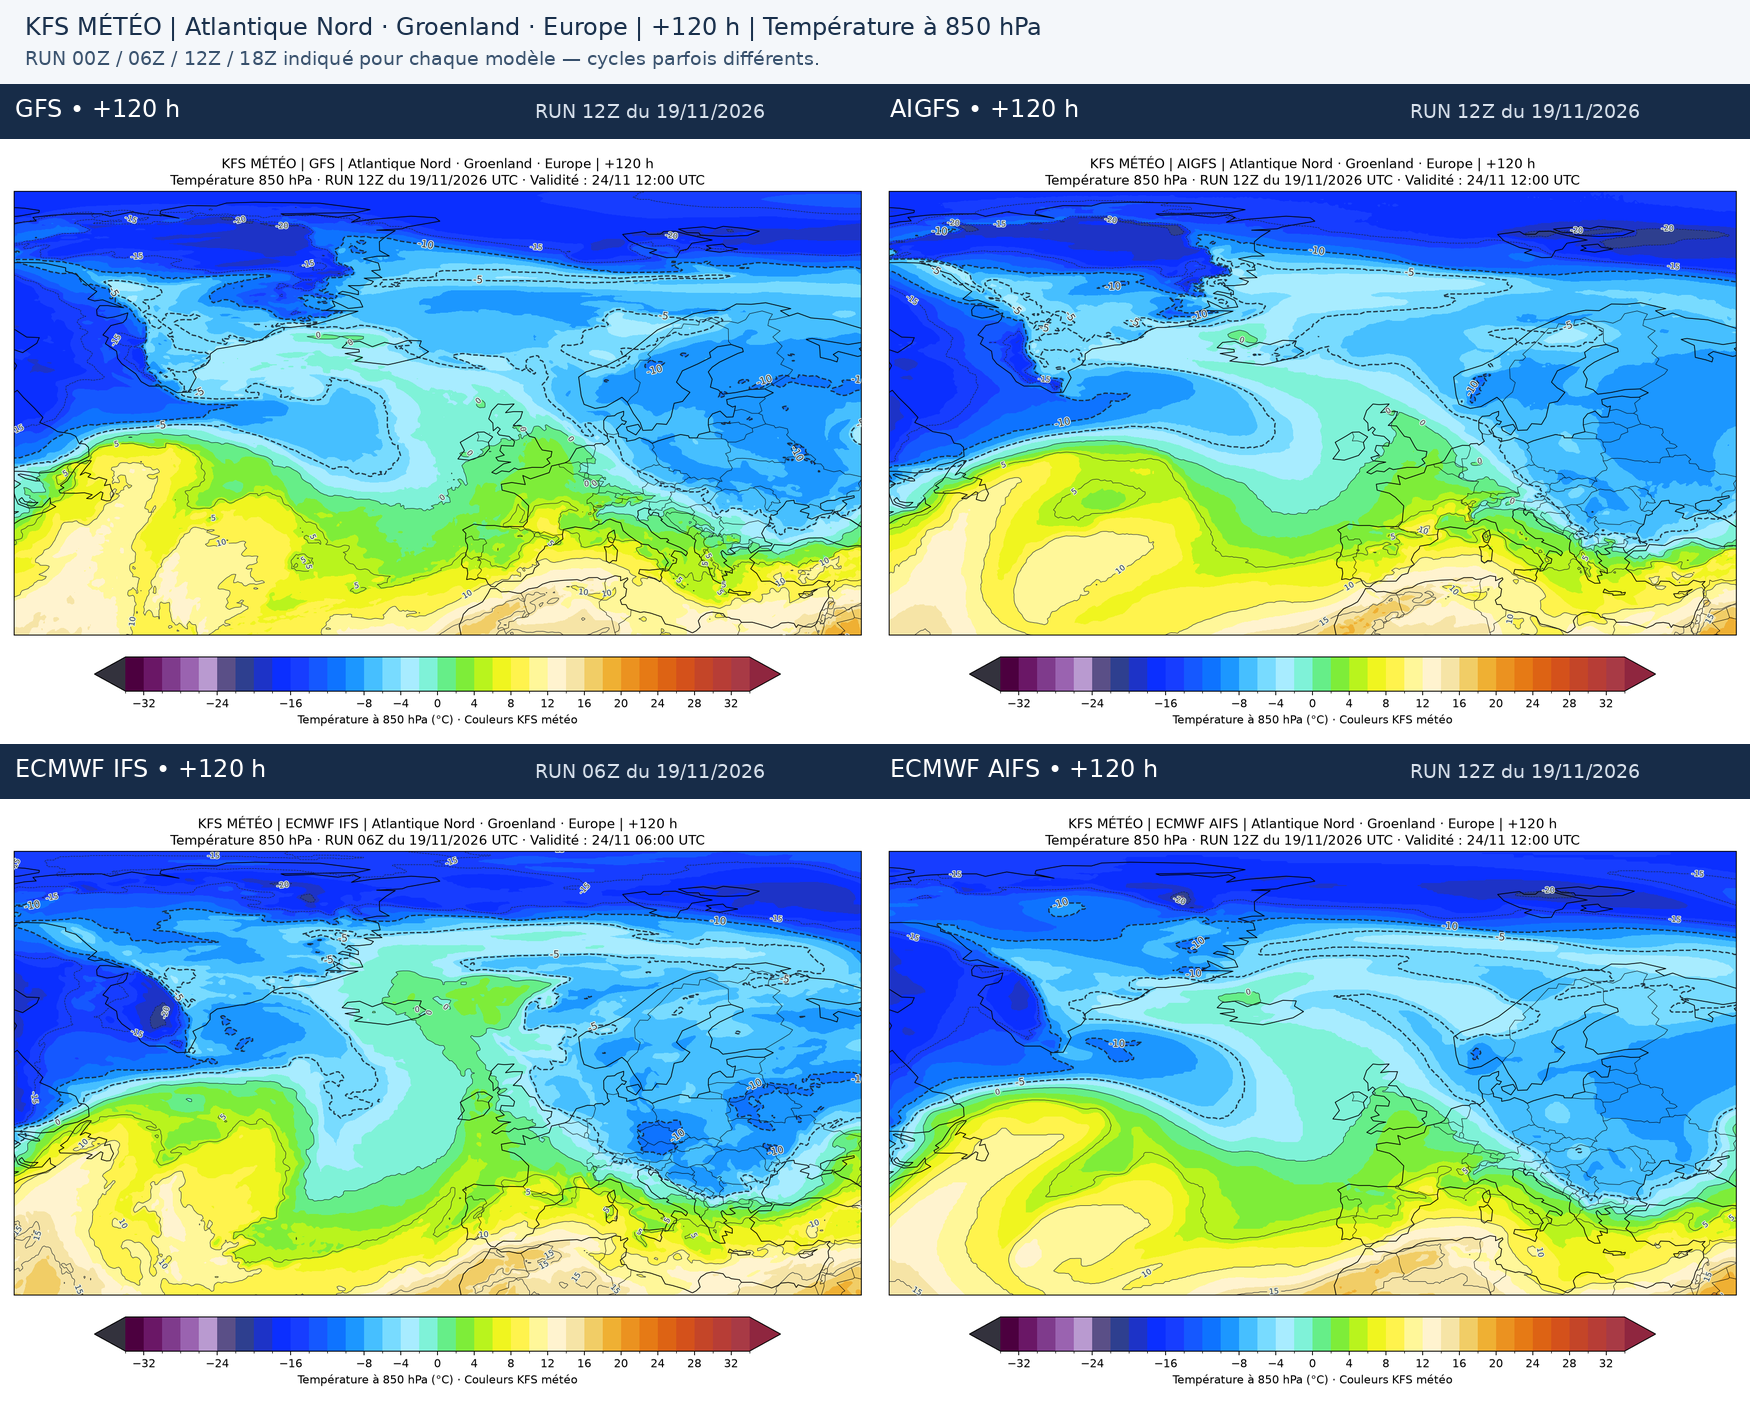 KFS MÉTÉO | Atlantique Nord · Groenland · Europe | +120 h | Température à 850 hPa
RUN 00Z / 06Z / 12Z / 18Z indiqué pour chaque modèle — cycles parfois différents.
GFS • +120 h
RUN 12Z du 19/11/2026
AIGFS • +120 h
RUN 12Z du 19/11/2026
KFS MÉTÉO | GFS | Atlantique Nord · Groenland · Europe | +120 h
Température 850 hPa · RUN 12Z du 19/11/2026 UTC · Validité : 24/11 12:00 UTC
KFS MÉTÉO | AIGFS | Atlantique Nord · Groenland · Europe | +120 h
Température 850 hPa · RUN 12Z du 19/11/2026 UTC · Validité : 24/11 12:00 UTC
−32 −24 −16 −8 −4 0 4 8 12 16 20 24 28 32
Température à 850 hPa (°C) · Couleurs KFS météo
−32 −24 −16 −8 −4 0 4 8 12 16 20 24 28 32
Température à 850 hPa (°C) · Couleurs KFS météo
ECMWF IFS • +120 h
RUN 06Z du 19/11/2026
ECMWF AIFS • +120 h
RUN 12Z du 19/11/2026
KFS MÉTÉO | ECMWF IFS | Atlantique Nord · Groenland · Europe | +120 h
Température 850 hPa · RUN 06Z du 19/11/2026 UTC · Validité : 24/11 06:00 UTC
KFS MÉTÉO | ECMWF AIFS | Atlantique Nord · Groenland · Europe | +120 h
Température 850 hPa · RUN 12Z du 19/11/2026 UTC · Validité : 24/11 12:00 UTC
−32 −24 −16 −8 −4 0 4 8 12 16 20 24 28 32
Température à 850 hPa (°C) · Couleurs KFS météo
−32 −24 −16 −8 −4 0 4 8 12 16 20 24 28 32
Température à 850 hPa (°C) · Couleurs KFS météo